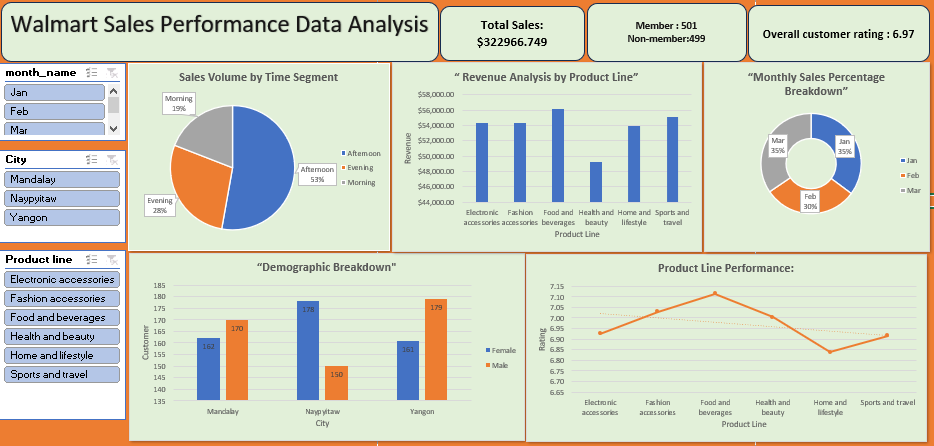 Walmart Sales Performance Data Analysis
Total Sales:
$322966.749
Member : 501
Non-member:499
Overall customer rating : 6.97
month_name
Jan
Feb
Mar
City
Mandalay
Naypyitaw
Yangon
Product line
Electronic accessories
Fashion accessories
Food and beverages
Health and beauty
Home and lifestyle
Sports and travel
Sales Volume by Time Segment
Morning
19%
Evening
28%
Afternoon
53%
Afternoon
Evening
Morning
“ Revenue Analysis by Product Line”
Revenue
$58,000.00
$56,000.00
$54,000.00
$52,000.00
$50,000.00
$48,000.00
$46,000.00
$44,000.00
Electronic
accessories
Fashion
accessories
Food and
beverages
Health and
beauty
Home and
lifestyle
Sports and
travel
Product Line
“Monthly Sales Percentage
Breakdown”
Mar
35%
Jan
35%
Feb
30%
Jan
Feb
Mar
“Demographic Breakdown"
Customer
185
180
175
170
165
160
155
150
145
140
135
162
170
178
150
161
179
Mandalay
Naypyitaw
Yangon
City
Female
Male
Product Line Performance:
Rating
7.15
7.10
7.05
7.00
6.95
6.90
6.85
6.80
6.75
6.70
6.65
Electronic
accessories
Fashion
accessories
Food and
beverages
Health and
beauty
Home and
lifestyle
Sports and travel
Product Line